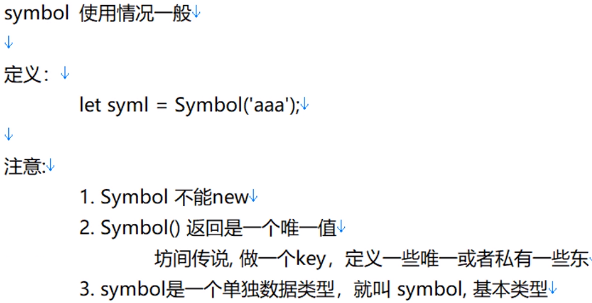 symbol 使用情况一般↓
↓
定义：↓
let syml = Symbol('aaa');↓
↓
注意:↓
1. Symbol 不能new↓
2. Symbol() 返回是一个唯一值↓
坊间传说, 做一个key，定义一些唯一或者私有一些东↓
3. symbol是一个单独数据类型，就叫 symbol, 基本类型↓